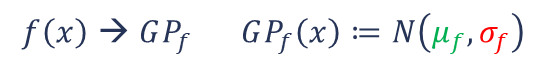 f(x) → GP_f   GP_f(x) ≔ N(μ_f, σ_f)